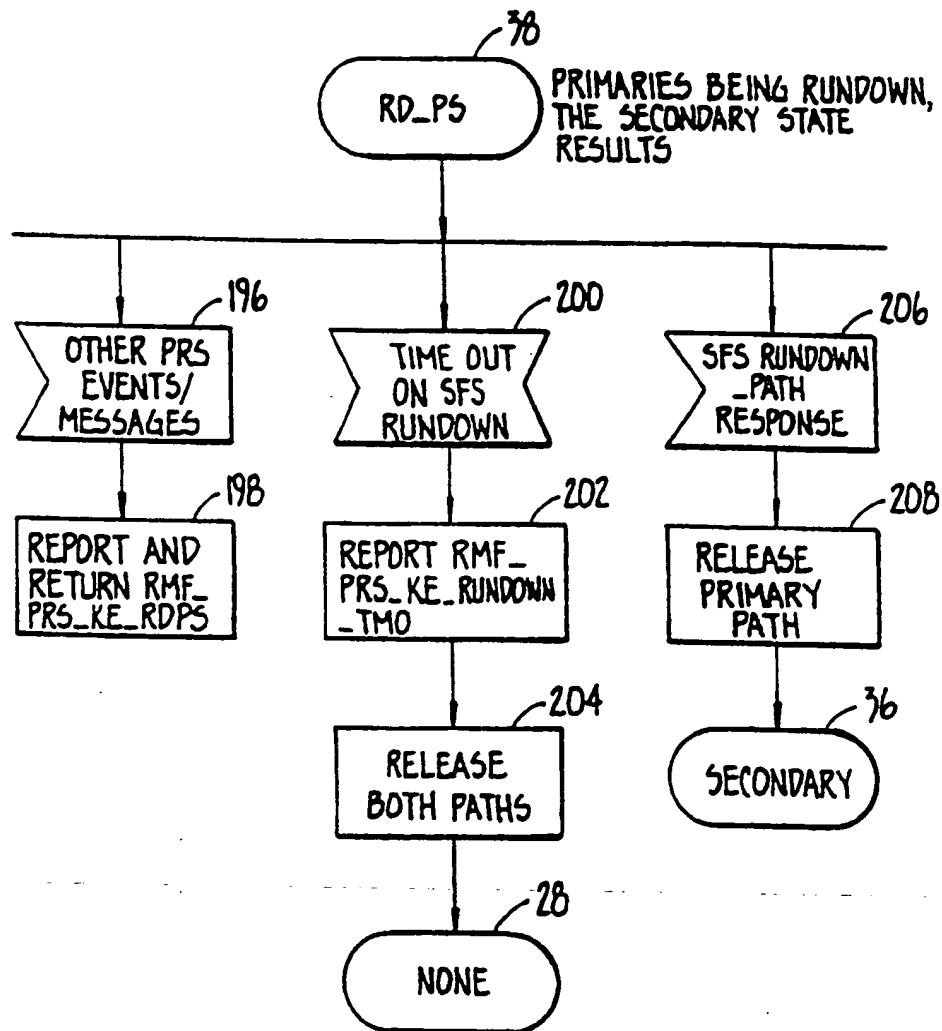 38
RD_PS
PRIMARIES BEING RUNDOWN,
THE SECONDARY STATE
RESULTS
196
OTHER PRS
EVENTS/
MESSAGES
198
REPORT AND
RETURN RMF_
PRS_KE_RDPS
200
TIME OUT
ON SFS
RUNDOWN
202
REPORT RMF_
PRS_KE_RUNDOWN
_TMO
204
RELEASE
BOTH PATHS
28
NONE
206
SFS RUNDOWN
_PATH
RESPONSE
208
RELEASE
PRIMARY
PATH
36
SECONDARY